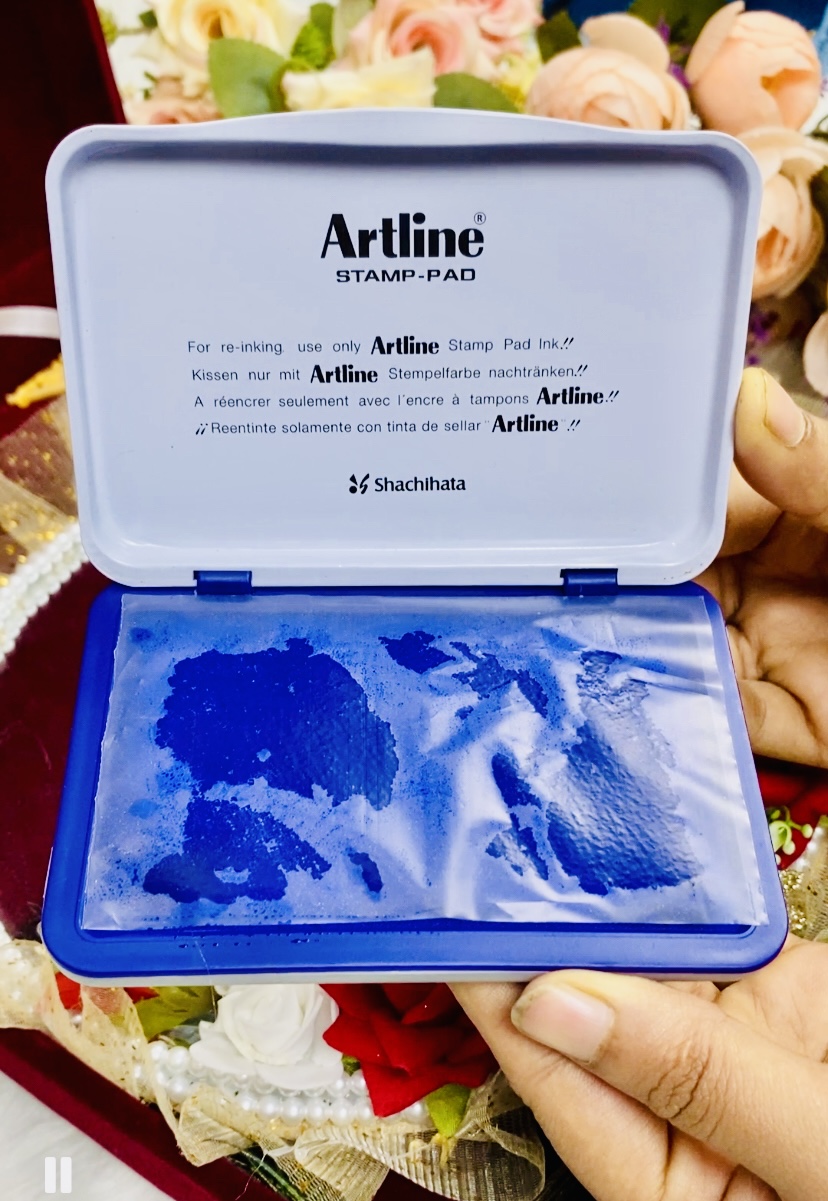 Artline®
STAMP-PAD
For re-inking, use only Artline Stamp Pad Ink.!!
Kissen nur mit Artline Stempelfarbe nachtränken.!!
A réencrer seulement avec l'encre à tampons Artline.!!
¡¡Reentinte solamente con tinta de sellar "Artline".!!
Shachihata